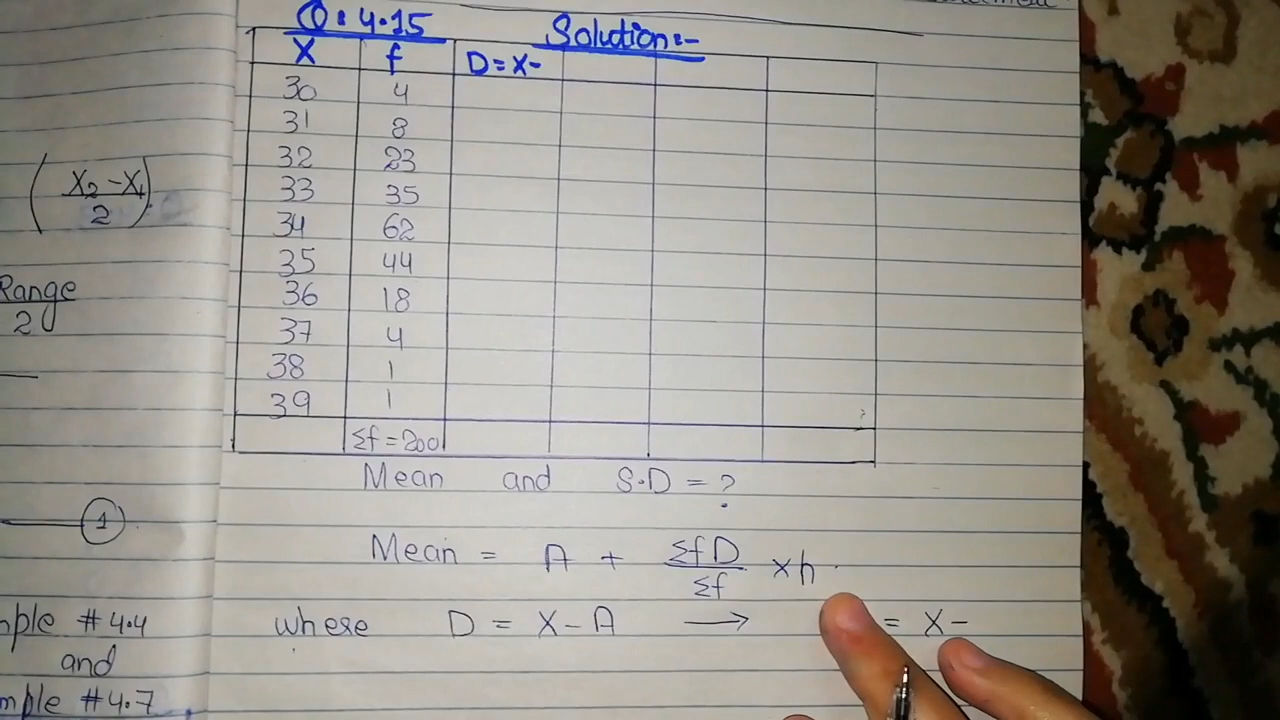 Q: 4.15 Solution:-
X f D=X-
30 4
31 8
32 23
33 35
34 62
35 44
36 18
37 4
38 1
39 1
Σf=200
Mean and S.D = ?
Mean = A + ΣfD/Σf xh
where D = X-A → = X-
(X2-X1/2)
Range
2
1
#4.4
and
#4.7